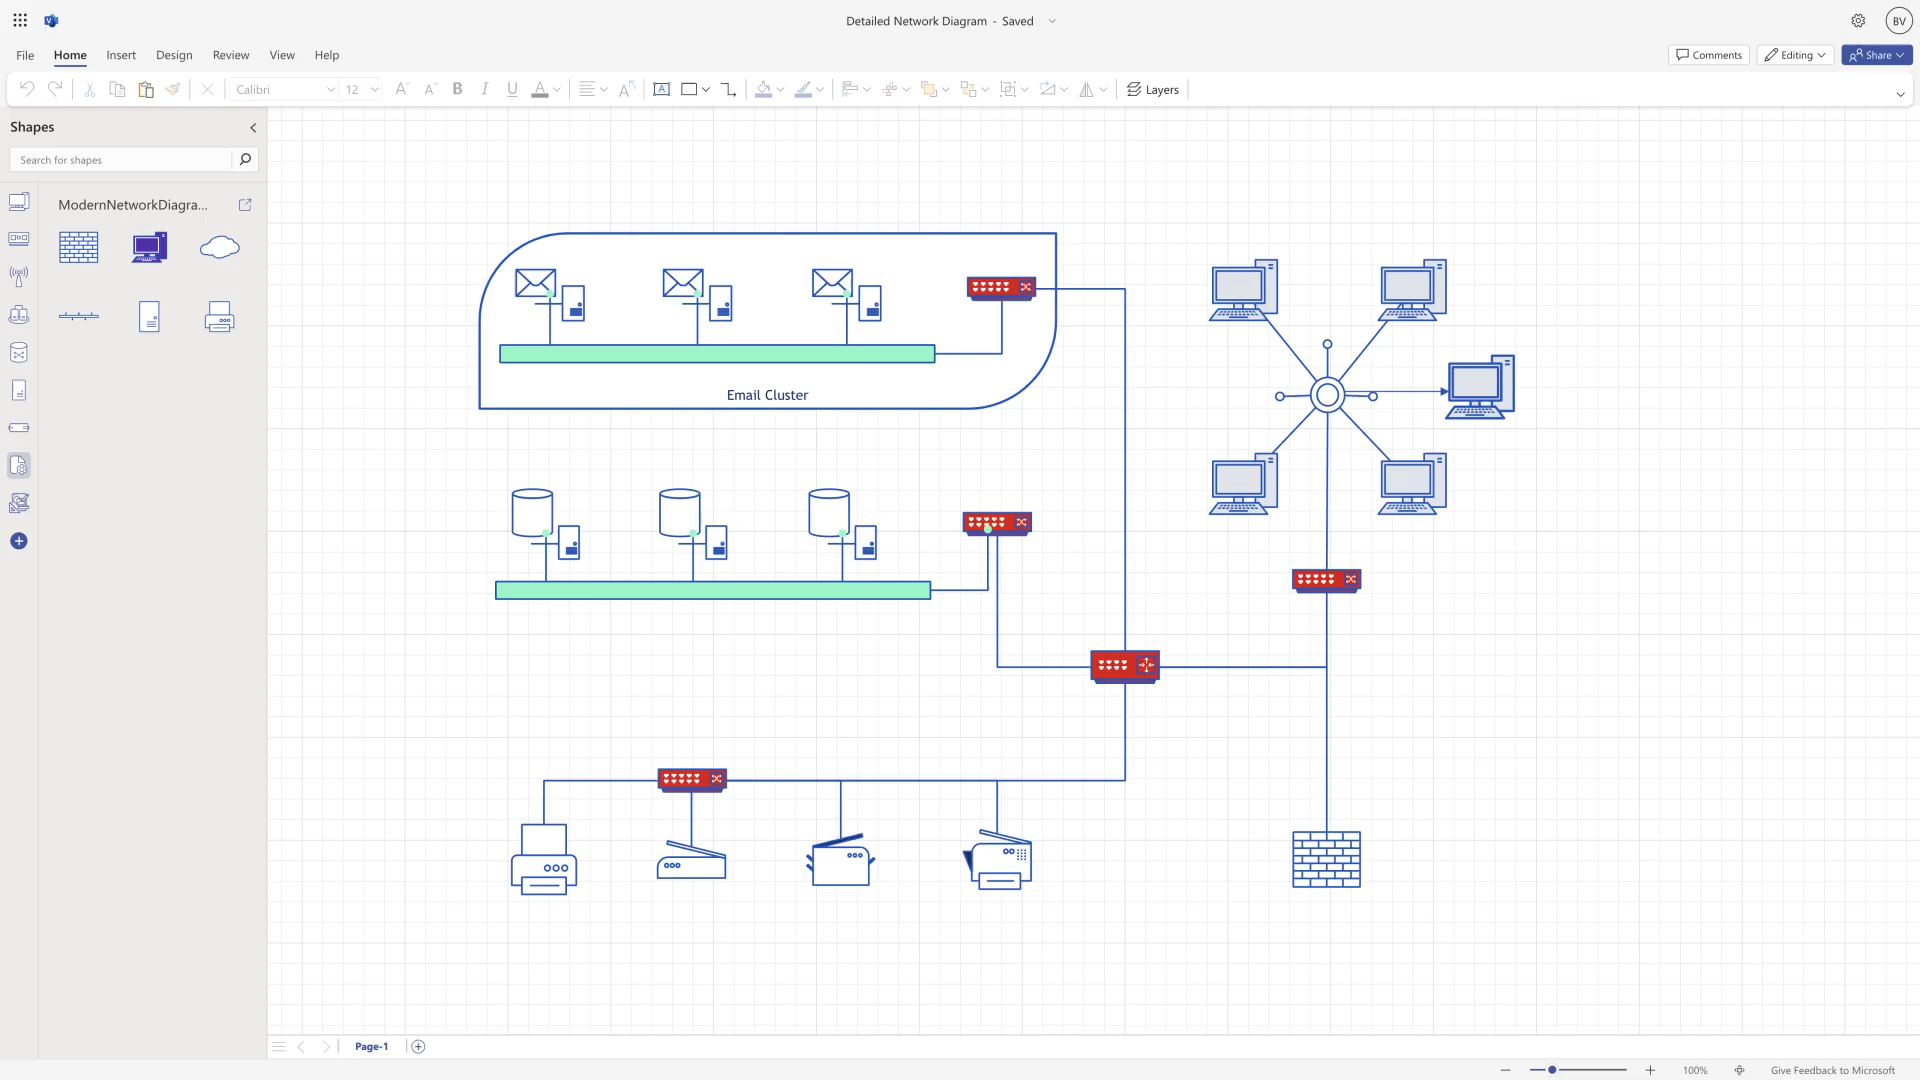 Detailed Network Diagram - Saved
BV
File
Home
Insert
Design
Review
View
Help
Comments
Editing
Share
Calibri
12
Layers
Shapes
Search for shapes
ModernNetworkDiagra...
Email Cluster
Page-1
100%
Give Feedback to Microsoft